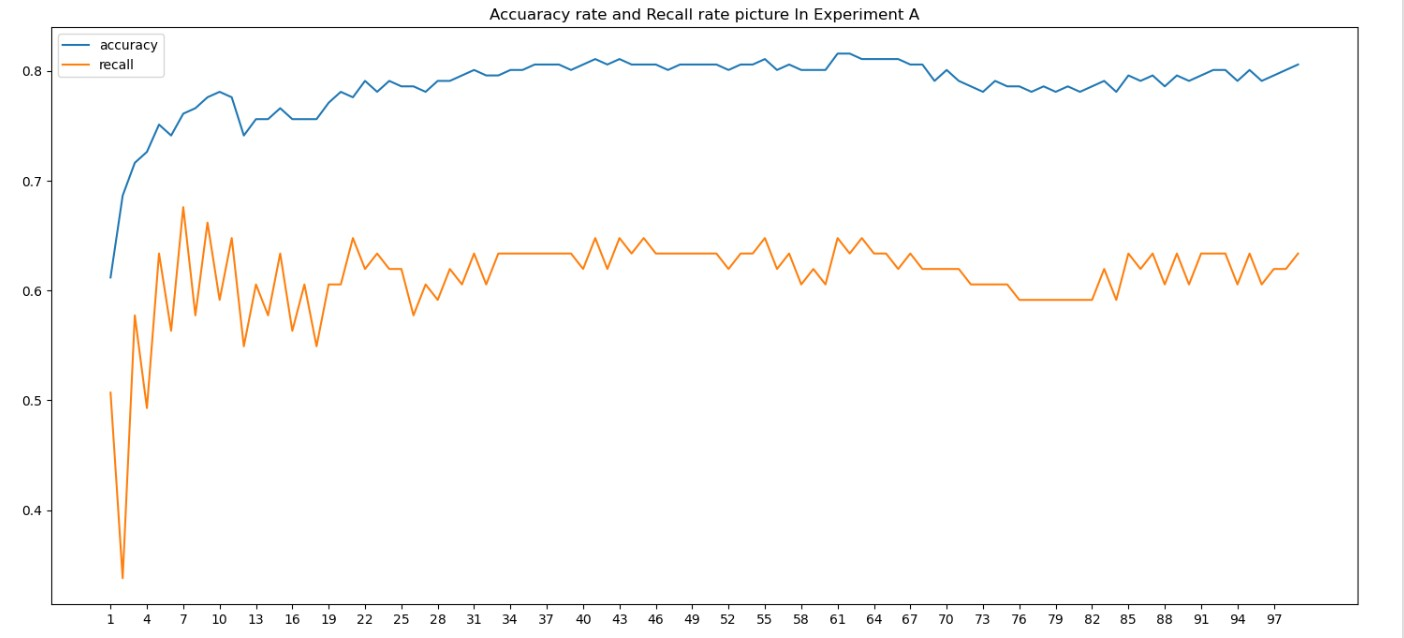 Accuaracy rate and Recall rate picture In Experiment A
accuracy
recall
0.8
0.7
0.6
0.5
0.4
1 4 7 10 13 16 19 22 25 28 31 34 37 40 43 46 49 52 55 58 61 64 67 70 73 76 79 82 85 88 91 94 97